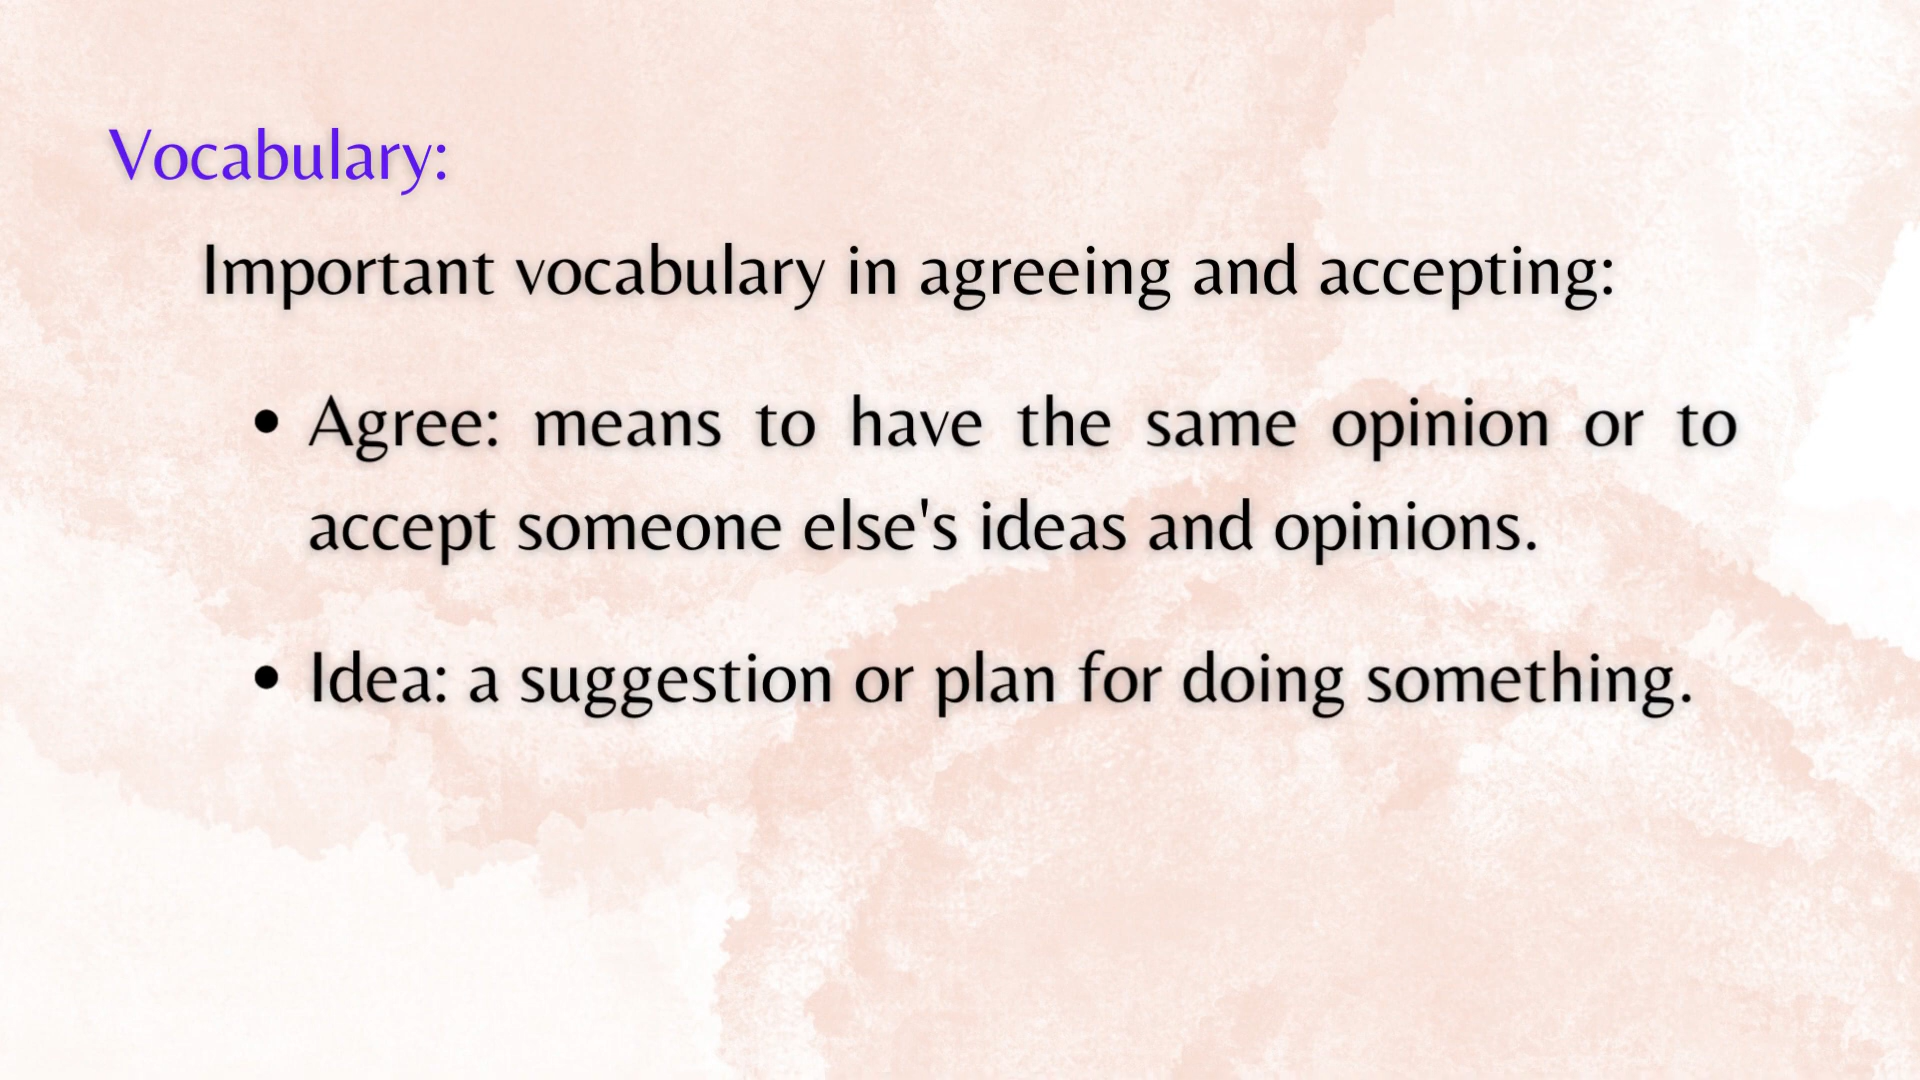 Vocabulary:
Important vocabulary in agreeing and accepting:
• Agree: means to have the same opinion or to
accept someone else's ideas and opinions.
• Idea: a suggestion or plan for doing something.